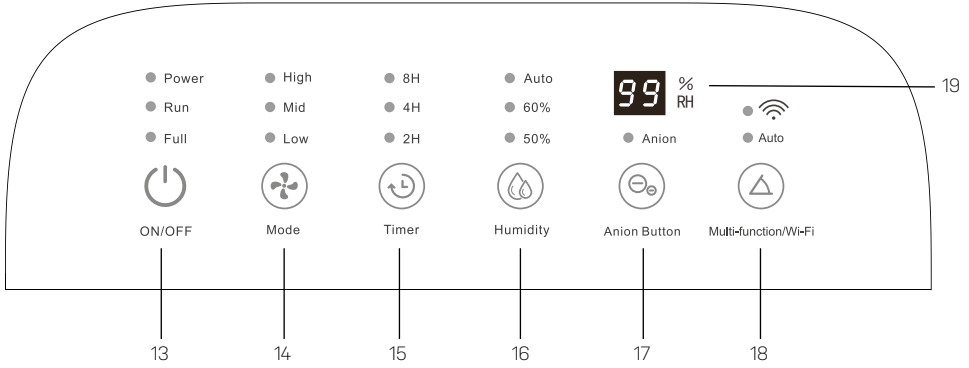 99 % RH
19
Power High 8H Auto
Run Mid 4H 60%
Full Low 2H 50% Anion Auto
ON/OFF Mode Timer Humidity Anion Button Multi-function/Wi-Fi
13 14 15 16 17 18